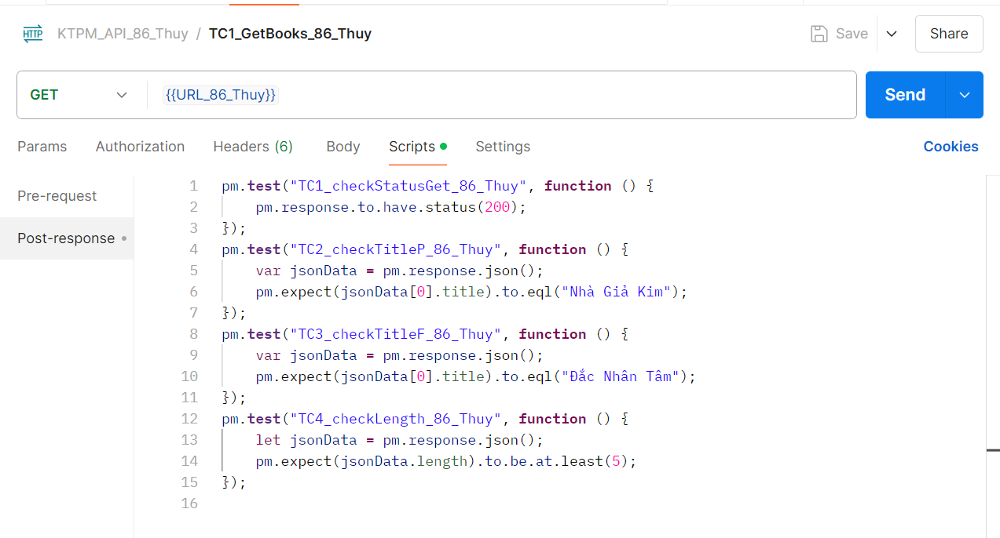 HTTP KTPM_API_86_Thuy / TC1_GetBooks_86_Thuy Save Share
GET {{URL_86_Thuy}} Send
Params Authorization Headers (6) Body Scripts Settings Cookies
Pre-request
Post-response
1 pm.test("TC1_checkStatusGet_86_Thuy", function () {
2 pm.response.to.have.status(200);
3 });
4 pm.test("TC2_checkTitleP_86_Thuy", function () {
5 var jsonData = pm.response.json();
6 pm.expect(jsonData[0].title).to.eql("Nhà Giả Kim");
7 });
8 pm.test("TC3_checkTitleF_86_Thuy", function () {
9 var jsonData = pm.response.json();
10 pm.expect(jsonData[0].title).to.eql("Đắc Nhân Tâm");
11 });
12 pm.test("TC4_checkLength_86_Thuy", function () {
13 let jsonData = pm.response.json();
14 pm.expect(jsonData.length).to.be.at.least(5);
15 });
16